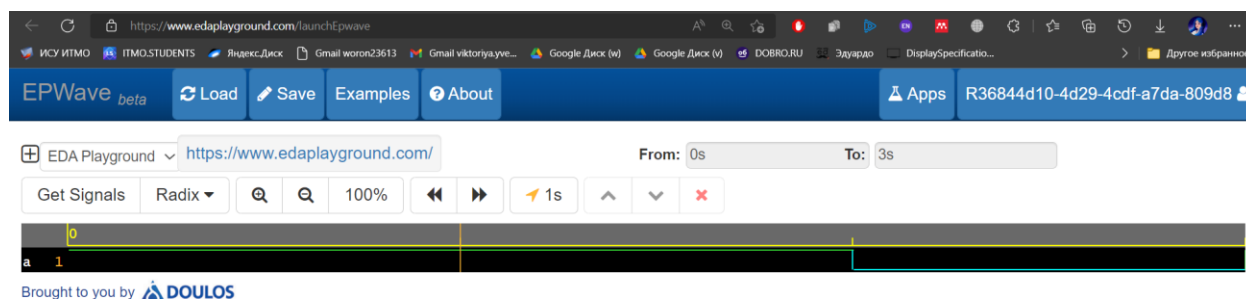 https://www.edaplayground.com/launchEpwave
ИСУ ИТМО ITMO.STUDENTS Яндекс.Диск Gmail woron23613 Gmail viktoriya.yve... Google Диск (w) Google Диск (v) DOBRO.RU Эдуардо DisplaySpecificatio... Другое избранное
EPWave beta Load Save Examples About Apps R36844d10-4d29-4cdf-a7da-809d8
EDA Playground https://www.edaplayground.com/ From: 0s To: 3s
Get Signals Radix 100% 1s
0
a 1
Brought to you by DOULOS